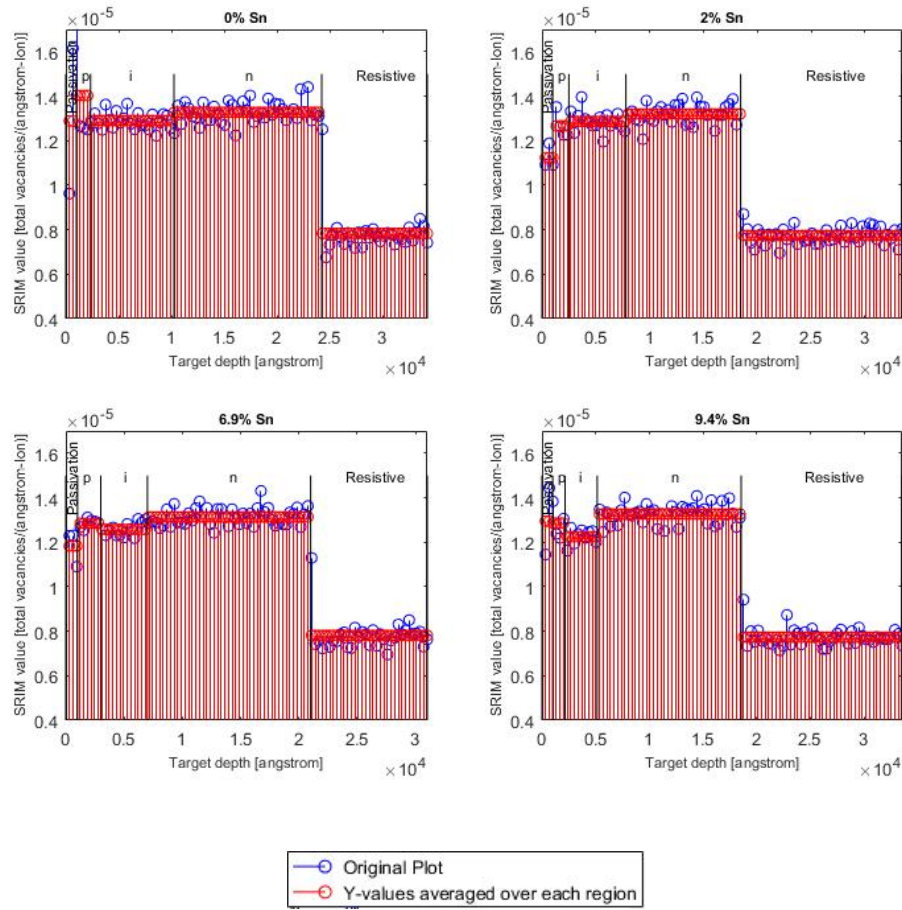 0% Sn
×10⁻⁵
SRIM value [total vacancies/(angstrom-Ion)]
1.6
1.4
1.2
1
0.8
0.6
0.4
Passivation
p
i
n
Resistive
0 0.5 1 1.5 2 2.5 3
Target depth [angstrom]
×10⁴
2% Sn
×10⁻⁵
SRIM value [total vacancies/(angstrom-Ion)]
1.6
1.4
1.2
1
0.8
0.6
0.4
Passivation
p
i
n
Resistive
0 0.5 1 1.5 2 2.5 3
Target depth [angstrom]
×10⁴
6.9% Sn
×10⁻⁵
SRIM value [total vacancies/(angstrom-Ion)]
1.6
1.4
1.2
1
0.8
0.6
0.4
Passivation
p
i
n
Resistive
0 0.5 1 1.5 2 2.5 3
Target depth [angstrom]
×10⁴
9.4% Sn
×10⁻⁵
SRIM value [total vacancies/(angstrom-Ion)]
1.6
1.4
1.2
1
0.8
0.6
0.4
Passivation
p
i
n
Resistive
0 0.5 1 1.5 2 2.5 3
Target depth [angstrom]
×10⁴
Original Plot
Y-values averaged over each region